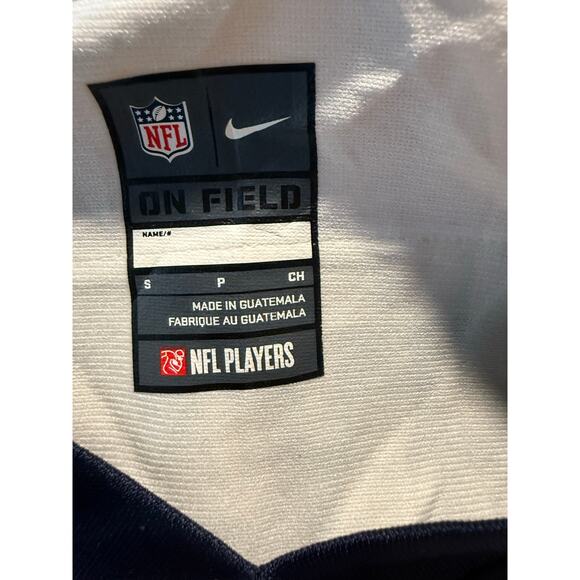 NFL
ON FIELD
NAME/#
S P CH
MADE IN GUATEMALA
FABRIQUE AU GUATEMALA
NFL PLAYERS